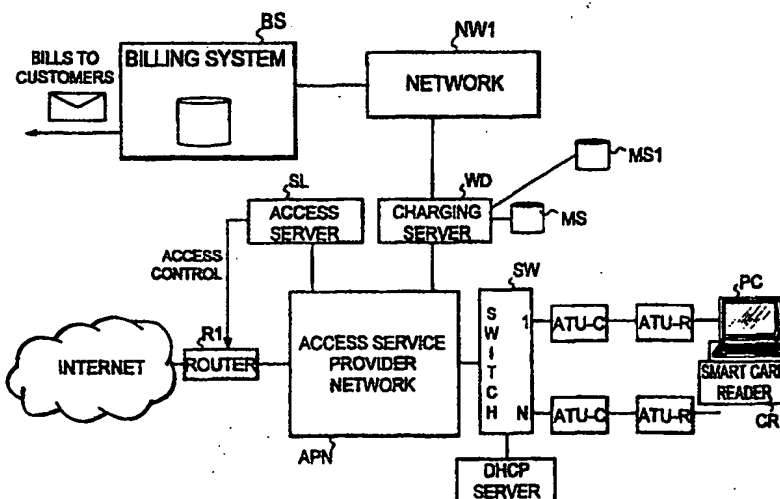 BS
NW1
BILLS TO
CUSTOMERS
BILLING SYSTEM
NETWORK
MS1
SL
WD
ACCESS
SERVER
CHARGING
SERVER
MS
ACCESS
CONTROL
SW
PC
R1
INTERNET
ROUTER
ACCESS SERVICE
PROVIDER
NETWORK
SWITCH
1
ATU-C
ATU-R
SMART CARD
READER
N
ATU-C
ATU-R
CR
APN
DHCP
SERVER